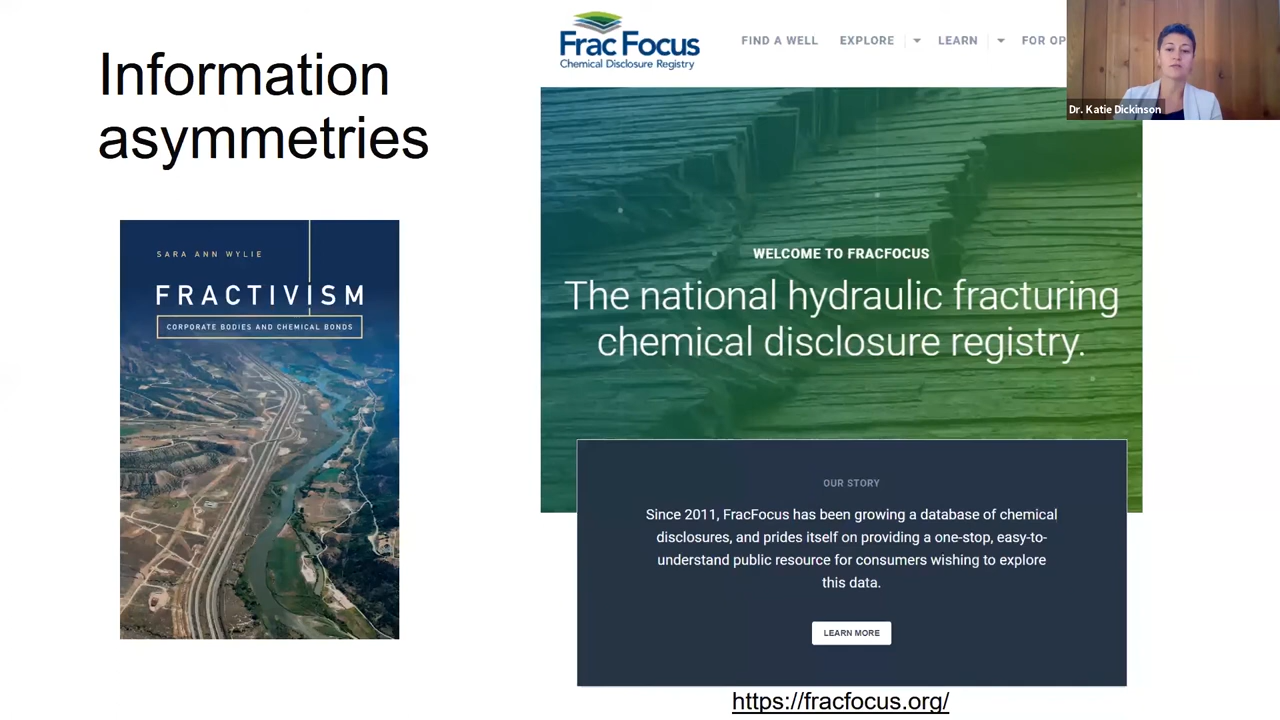 Information
asymmetries
SARA ANN WYLIE
FRACTIVISM
CORPORATE BODIES AND CHEMICAL BONDS
FracFocus
Chemical Disclosure Registry
FIND A WELL EXPLORE LEARN FOR OP
Dr. Katie Dickinson
WELCOME TO FRACFOCUS
The national hydraulic fracturing
chemical disclosure registry.
OUR STORY
Since 2011, FracFocus has been growing a database of chemical
disclosures, and prides itself on providing a one-stop, easy-to-
understand public resource for consumers wishing to explore
this data.
LEARN MORE
https://fracfocus.org/